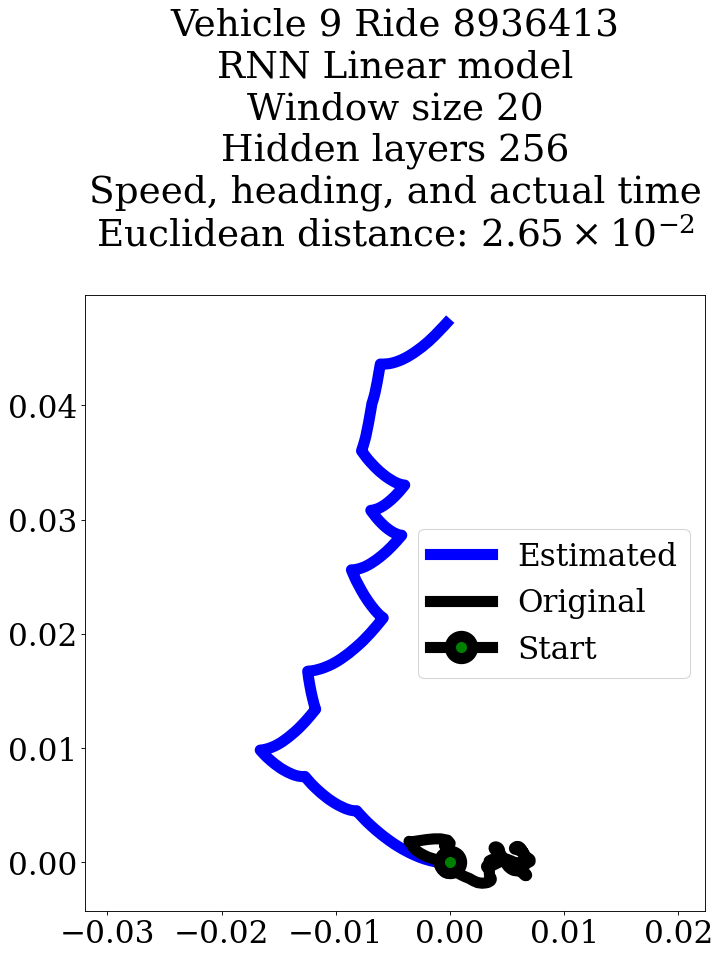 Vehicle 9 Ride 8936413
RNN Linear model
Window size 20
Hidden layers 256
Speed, heading, and actual time
Euclidean distance: 2.65 × 10⁻²
0.04
0.03
0.02
0.01
0.00
Estimated
Original
Start
−0.03 −0.02 −0.01 0.00 0.01 0.02